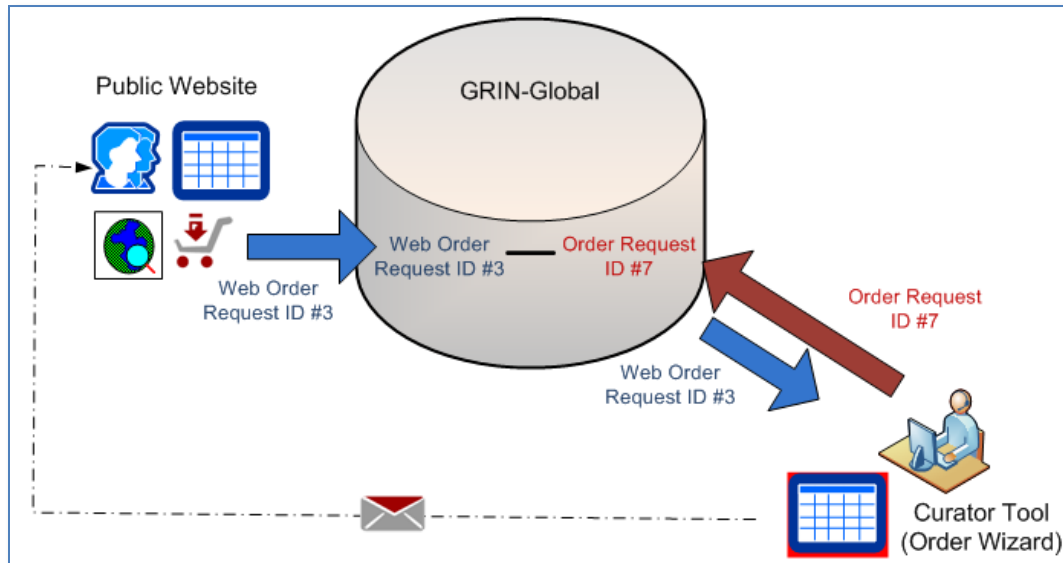 Public Website
GRIN-Global
Web Order
Request ID #3
Order Request
ID #7
Web Order
Request ID #3
Order Request
ID #7
Web Order
Request ID #3
Curator Tool
(Order Wizard)